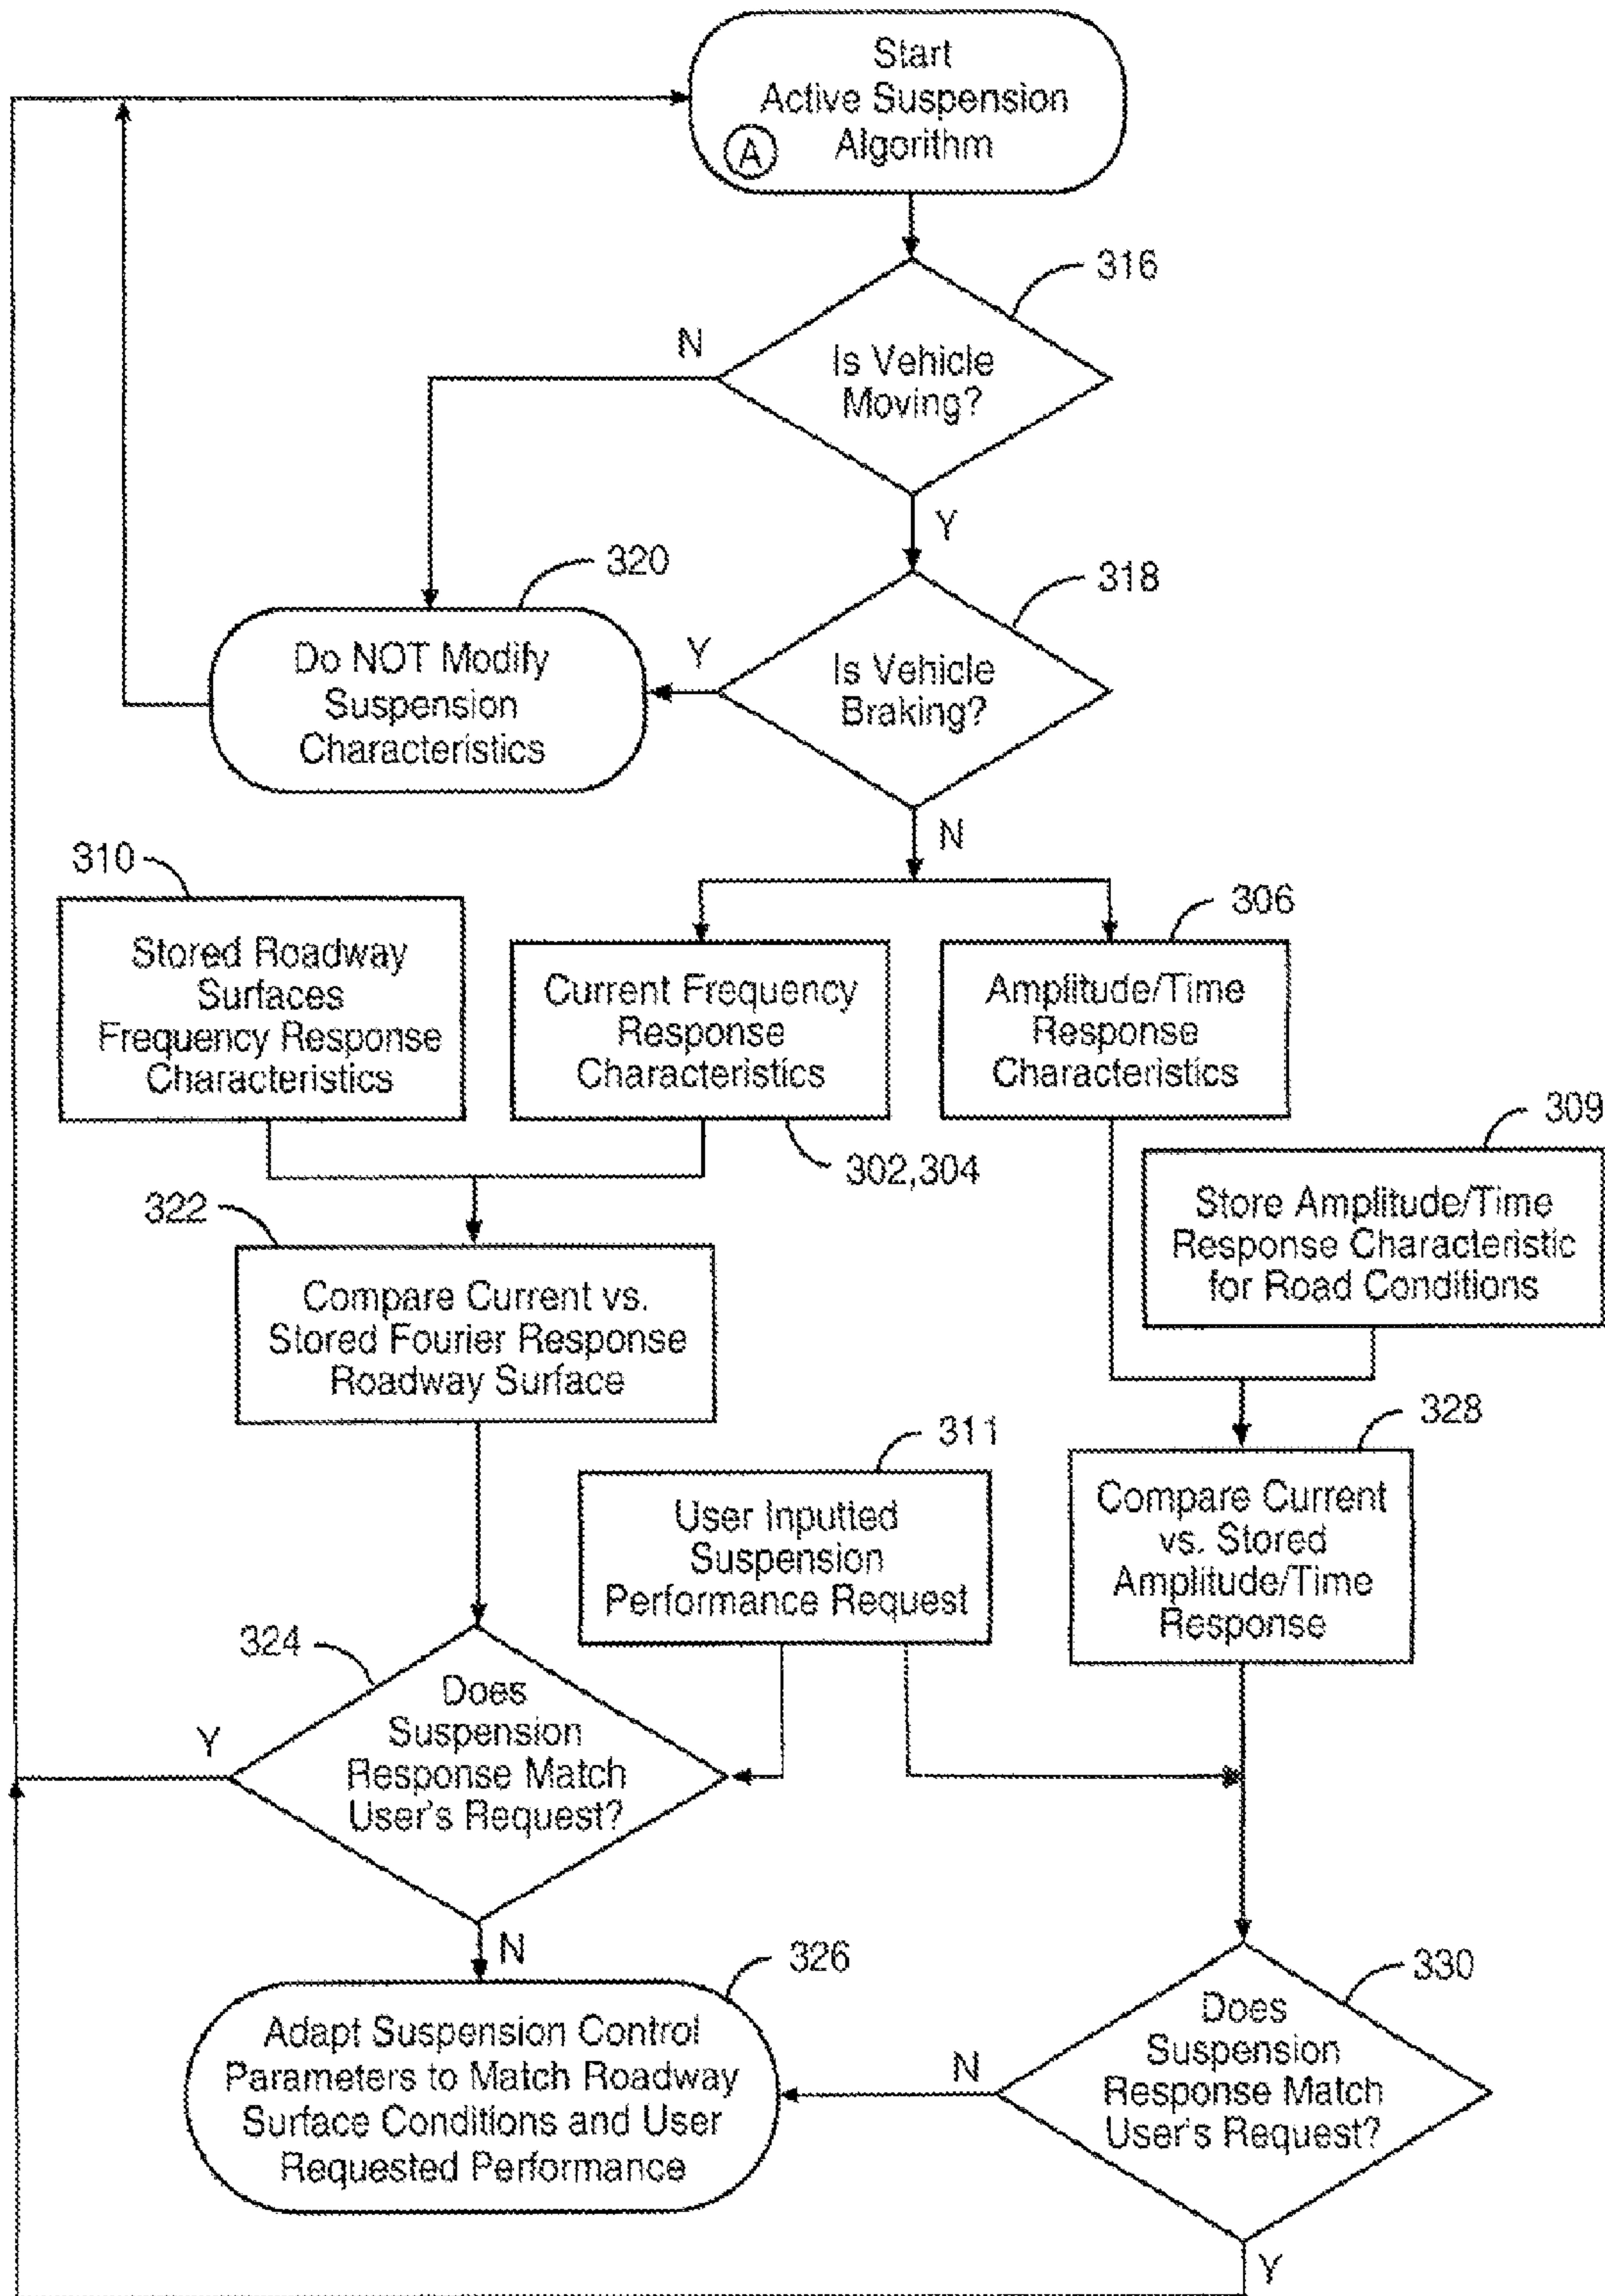 Start
Active Suspension
Algorithm
A
316
N
Is Vehicle
Moving?
Y
320
318
Do NOT Modify
Suspension
Characteristics
Y
Is Vehicle
Braking?
N
310
306
Stored Roadway
Surfaces
Frequency Response
Characteristics
Current Frequency
Response
Characteristics
Amplitude/Time
Response
Characteristics
302,304
309
322
Store Amplitude/Time
Response Characteristic
for Road Conditions
Compare Current vs.
Stored Fourier Response
Roadway Surface
311
328
User Inputted
Suspension
Performance Request
Compare Current
vs. Stored
Amplitude/Time
Response
324
Y
Does
Suspension
Response Match
User's Request?
N
326
330
Adapt Suspension Control
Parameters to Match Roadway
Surface Conditions and User
Requested Performance
N
Does
Suspension
Response Match
User's Request?
Y